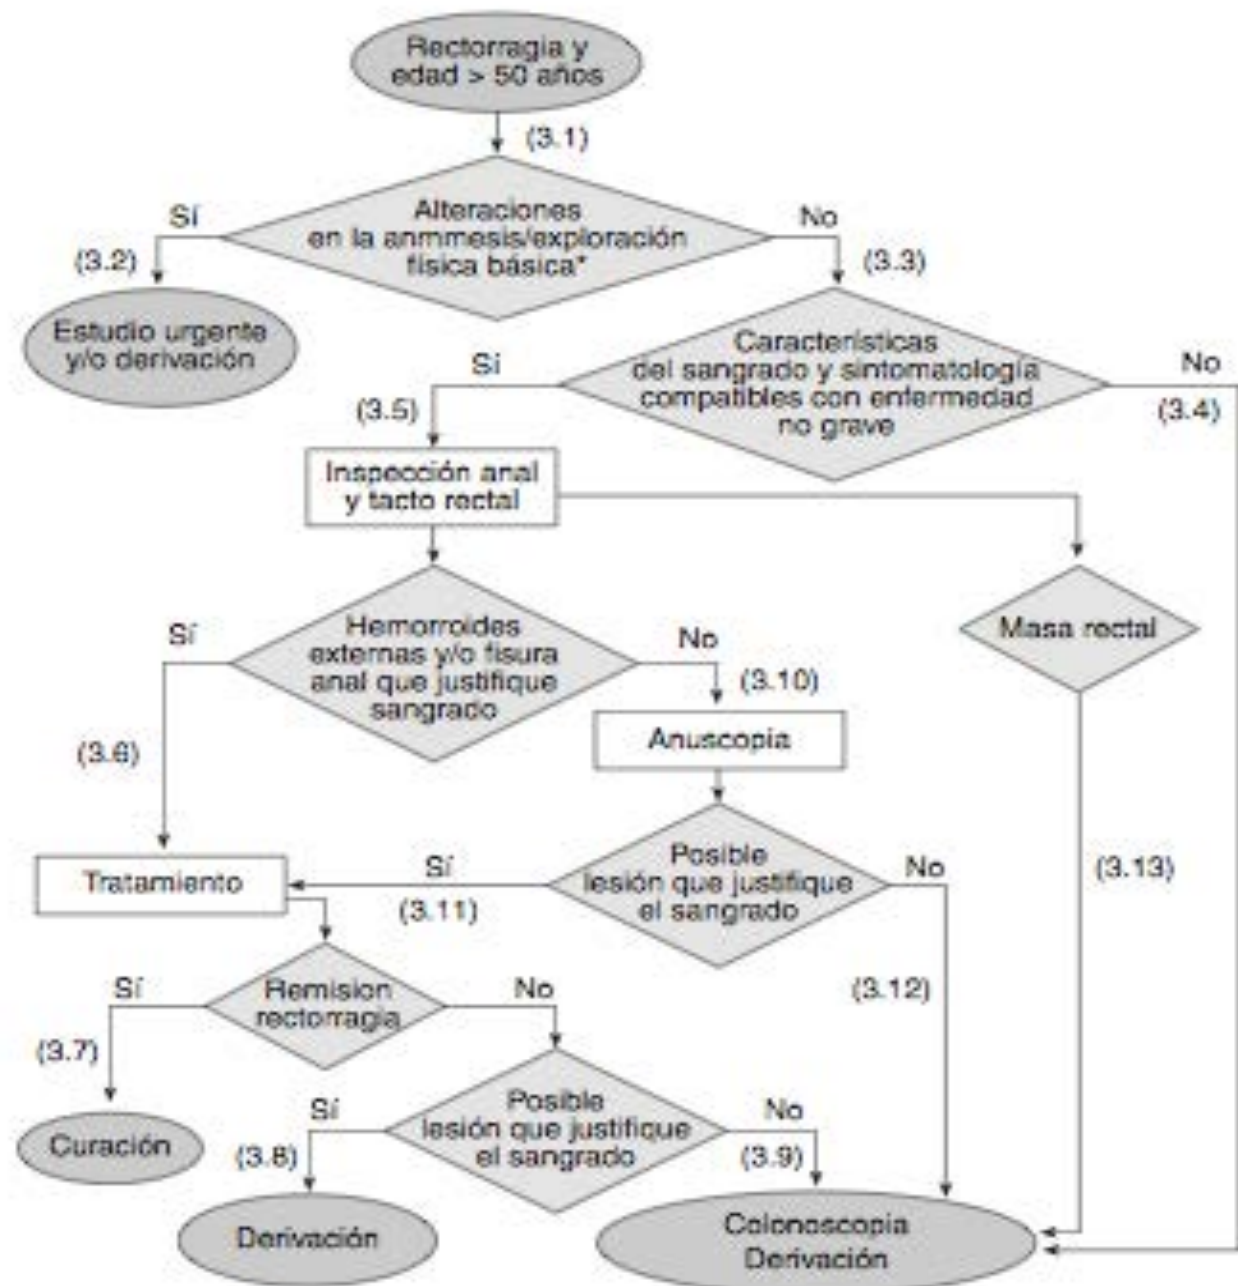 Rectorragia y
edad > 50 años
(3.1)
Alteraciones
en la anmmesis/exploración
física básica*
Sí
No
(3.2)
(3.3)
Estudio urgente
y/o derivación
Características
del sangrado y sintomatología
compatibles con enfermedad
no grave
Sí
No
(3.5)
(3.4)
Inspección anal
y tacto rectal
Hemorroides
externas y/o fisura
anal que justifique
sangrado
Masa rectal
Sí
No
(3.10)
(3.6)
Anuscopia
Tratamiento
Sí
(3.11)
Posible
lesión que justifique
el sangrado
No
(3.13)
(3.12)
Sí
Remision
rectorragia
No
(3.7)
Curación
Sí
Posible
lesión que justifique
el sangrado
No
(3.8)
(3.9)
Derivación
Colonoscopia
Derivación